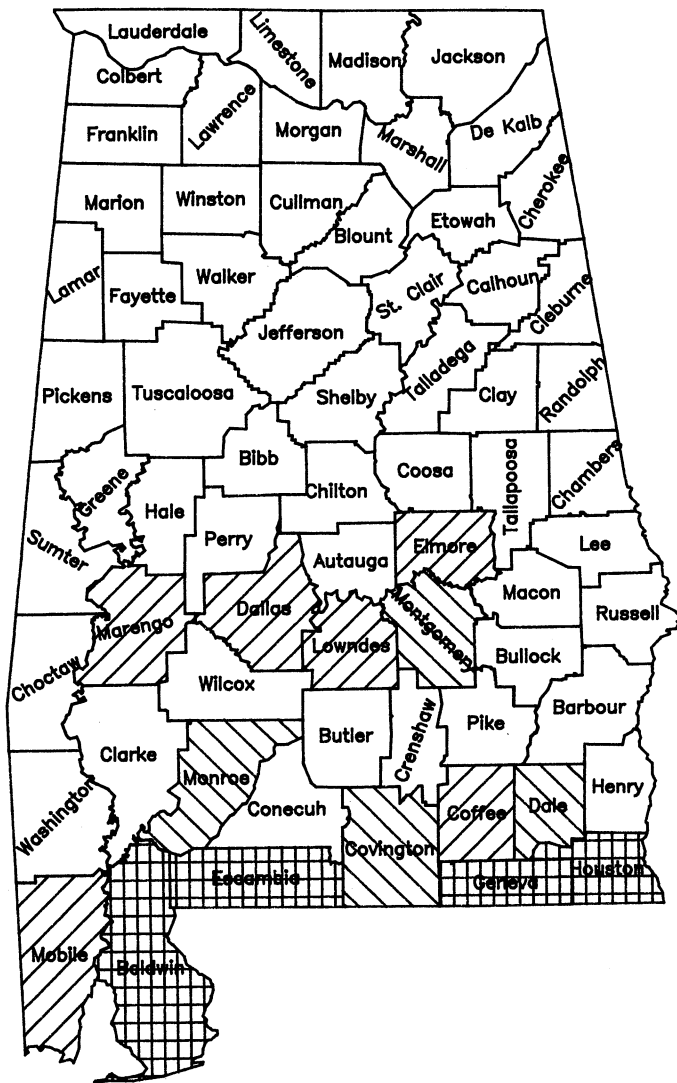 Lauderdale
Limestone
Madison
Jackson
Colbert
Lawrence
Franklin
Morgan
Marshall
De Kalb
Cherokee
Marion
Winston
Cullman
Blount
Etowah
Lamar
Fayette
Walker
St. Clair
Calhoun
Cleburne
Jefferson
Pickens
Tuscaloosa
Shelby
Talladega
Clay
Randolph
Bibb
Coosa
Tallapoosa
Chambers
Greene
Hale
Chilton
Sumter
Perry
Autauga
Elmore
Lee
Marengo
Dallas
Lowndes
Montgomery
Macon
Russell
Choctaw
Wilcox
Bullock
Clarke
Butler
Crenshaw
Pike
Barbour
Washington
Monroe
Conecuh
Covington
Coffee
Dale
Henry
Escambia
Geneva
Houston
Mobile
Baldwin